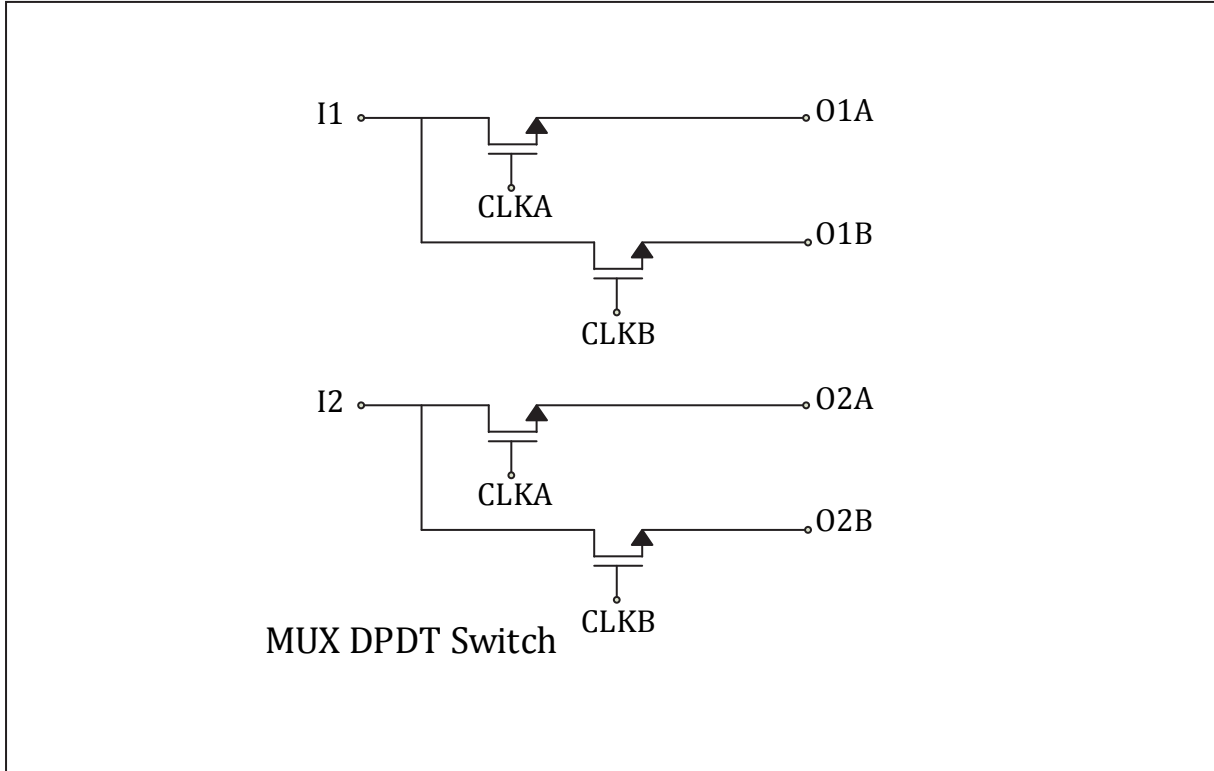 I1
O1A
CLKA
O1B
CLKB
I2
O2A
CLKA
O2B
CLKB
MUX DPDT Switch